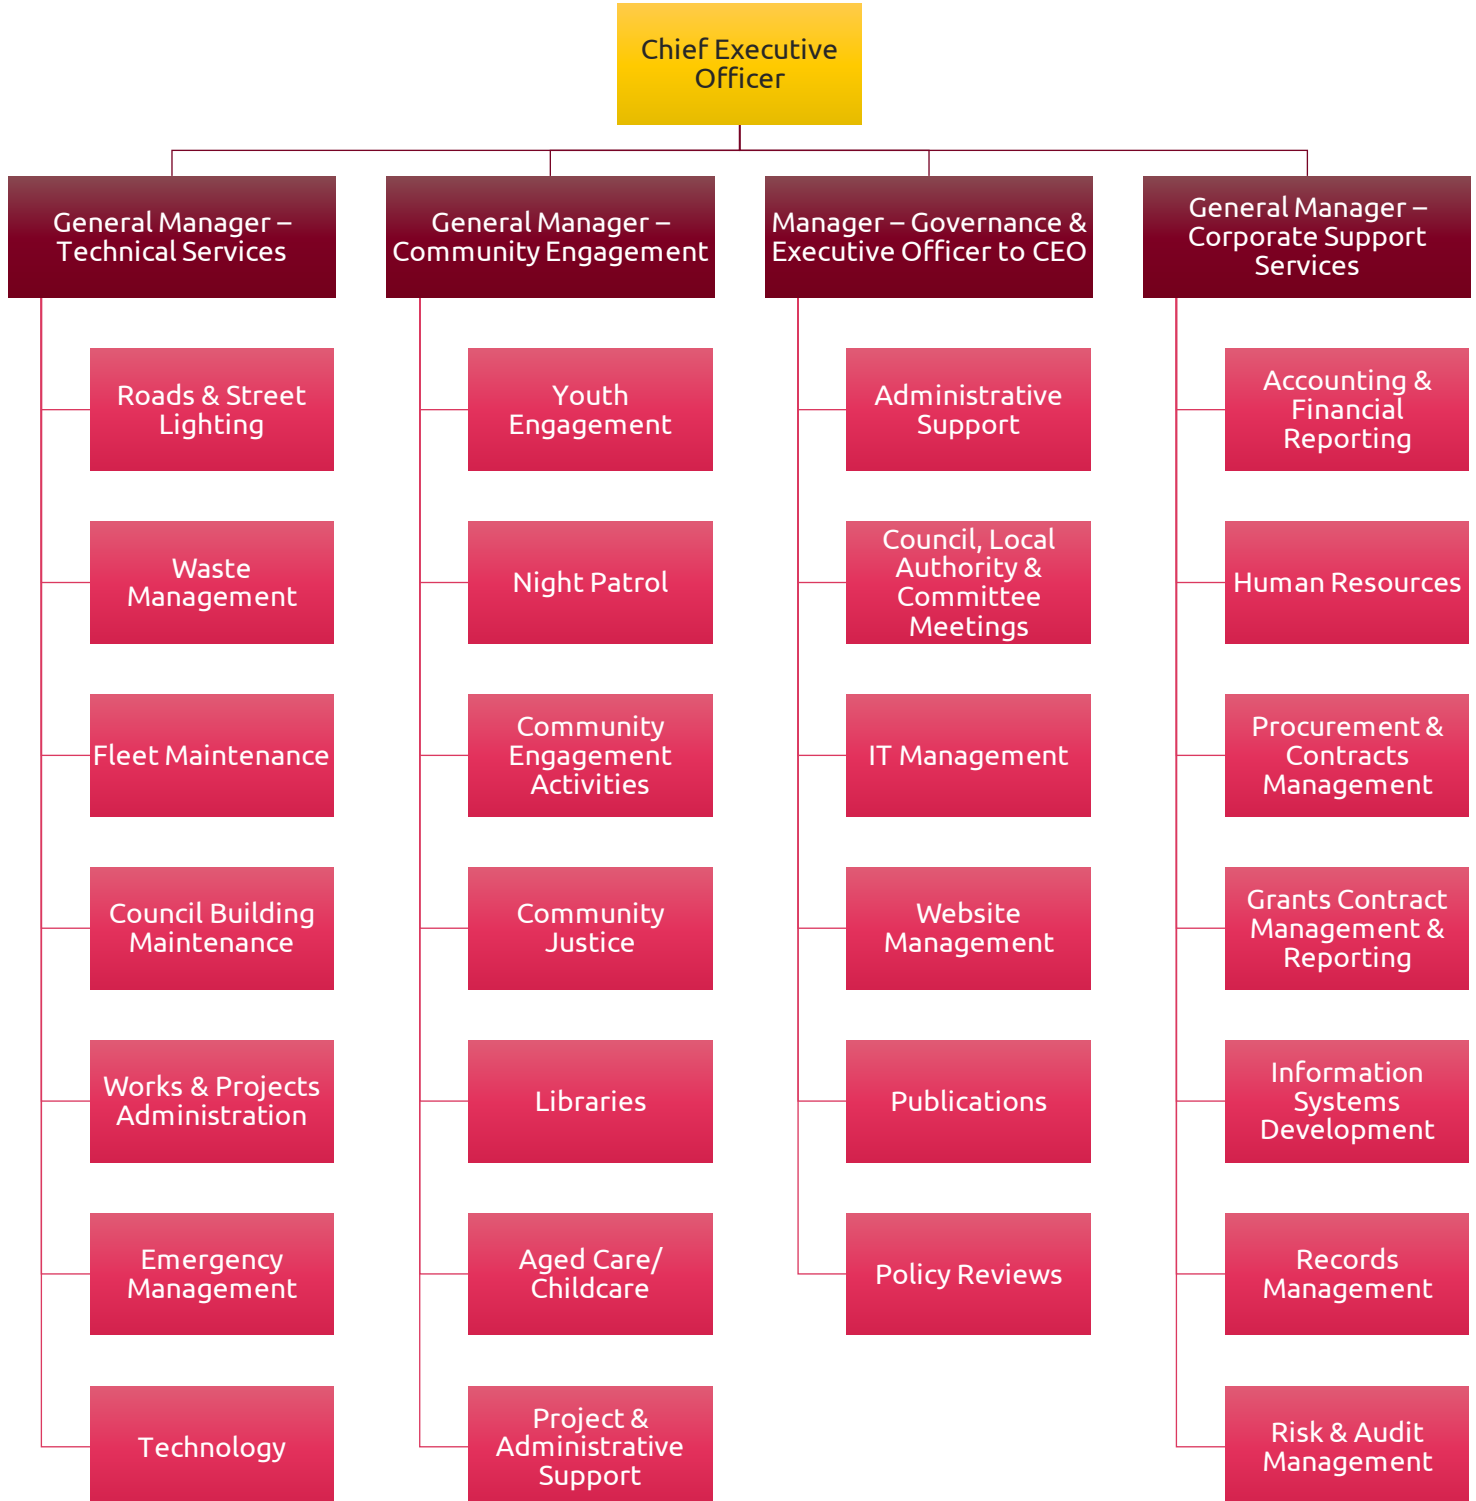 Chief Executive
Officer
General Manager –
Technical Services
General Manager –
Community Engagement
Manager – Governance &
Executive Officer to CEO
General Manager –
Corporate Support
Services
Roads & Street
Lighting
Waste
Management
Fleet Maintenance
Council Building
Maintenance
Works & Projects
Administration
Emergency
Management
Technology
Youth
Engagement
Night Patrol
Community
Engagement
Activities
Community
Justice
Libraries
Aged Care/
Childcare
Project &
Administrative
Support
Administrative
Support
Council, Local
Authority &
Committee
Meetings
IT Management
Website
Management
Publications
Policy Reviews
Accounting &
Financial
Reporting
Human Resources
Procurement &
Contracts
Management
Grants Contract
Management &
Reporting
Information
Systems
Development
Records
Management
Risk & Audit
Management